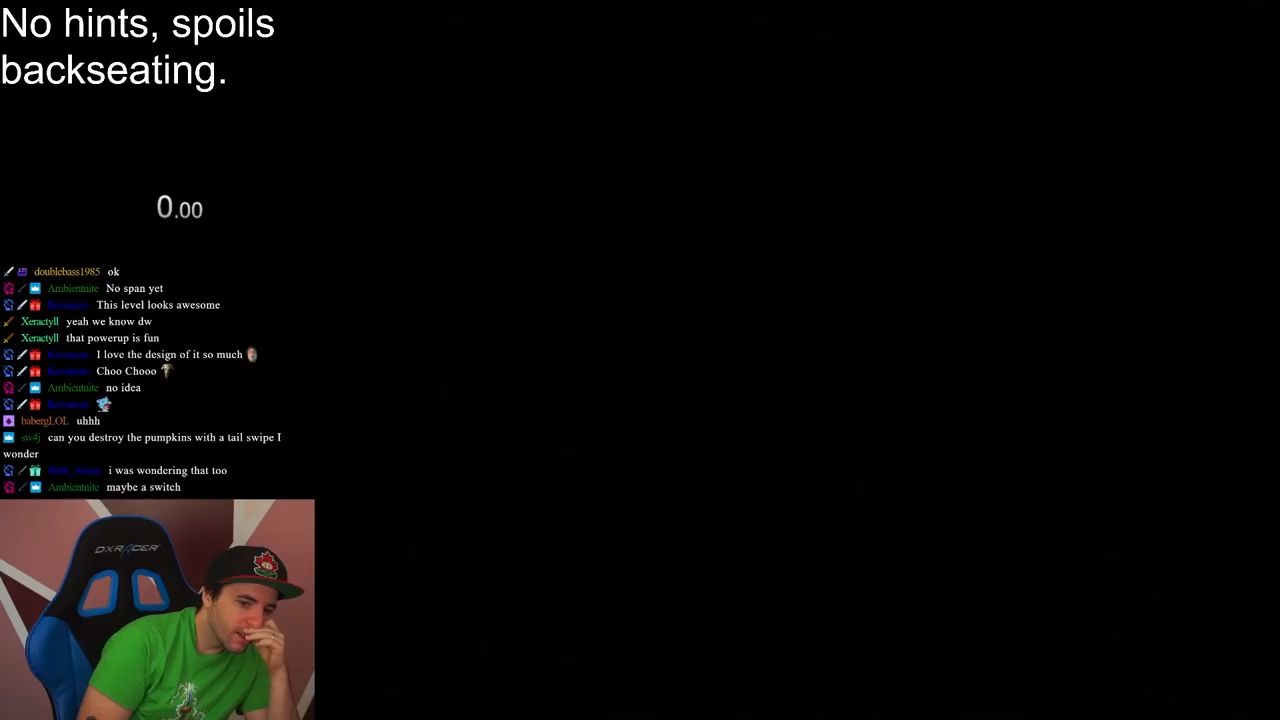 No hints, spoils
backseating.
0.00
doublebass1985 ok
Ambientnite No span yet
This level looks awesome
Xeractyll yeah we know dw
Xeractyll that powerup is fun
I love the design of it so much
Choo Chooo
Ambientnite no idea
babergLOL uhhh
sw4j can you destroy the pumpkins with a tail swipe I
wonder
i was wondering that too
Ambientnite maybe a switch
DXRACER